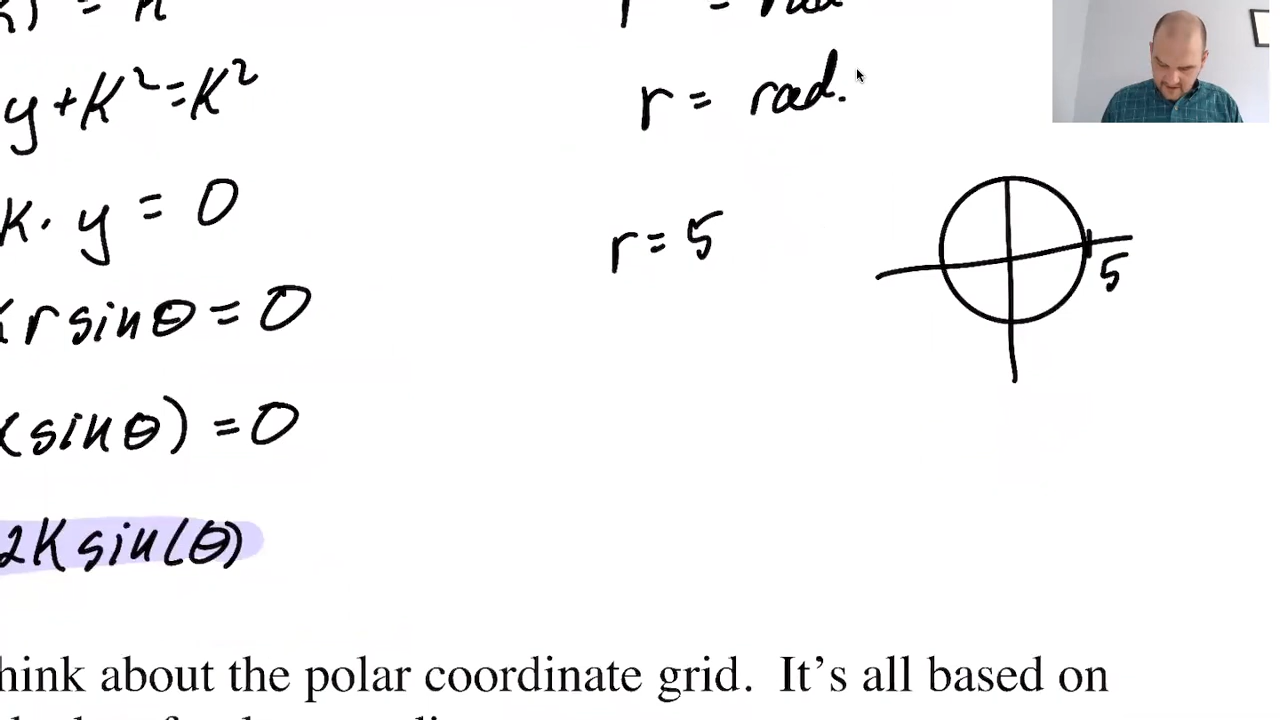 y + K² = K²
K · y = 0
r sin θ = 0
(sin θ) = 0
2K sin(θ)
r = rad.
r = 5
5
hink about the polar coordinate grid. It's all based on